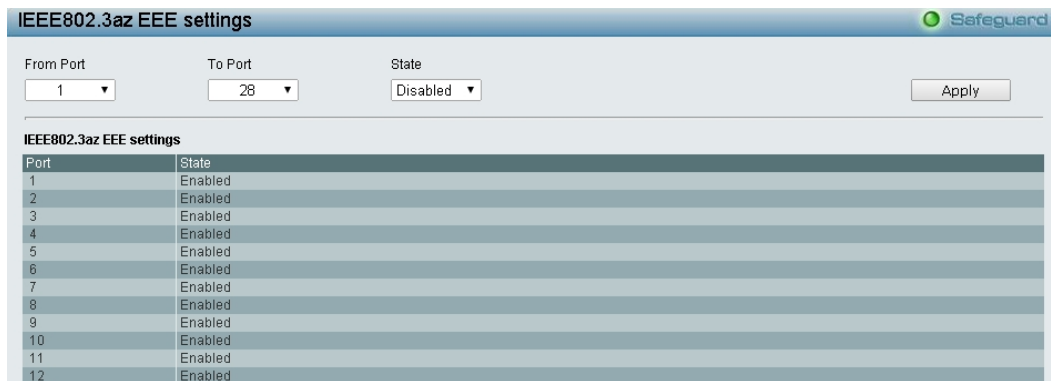 IEEE802.3az EEE settings
Safeguard
From Port To Port State
1 28 Disabled Apply
IEEE802.3az EEE settings
Port State
1 Enabled
2 Enabled
3 Enabled
4 Enabled
5 Enabled
6 Enabled
7 Enabled
8 Enabled
9 Enabled
10 Enabled
11 Enabled
12 Enabled